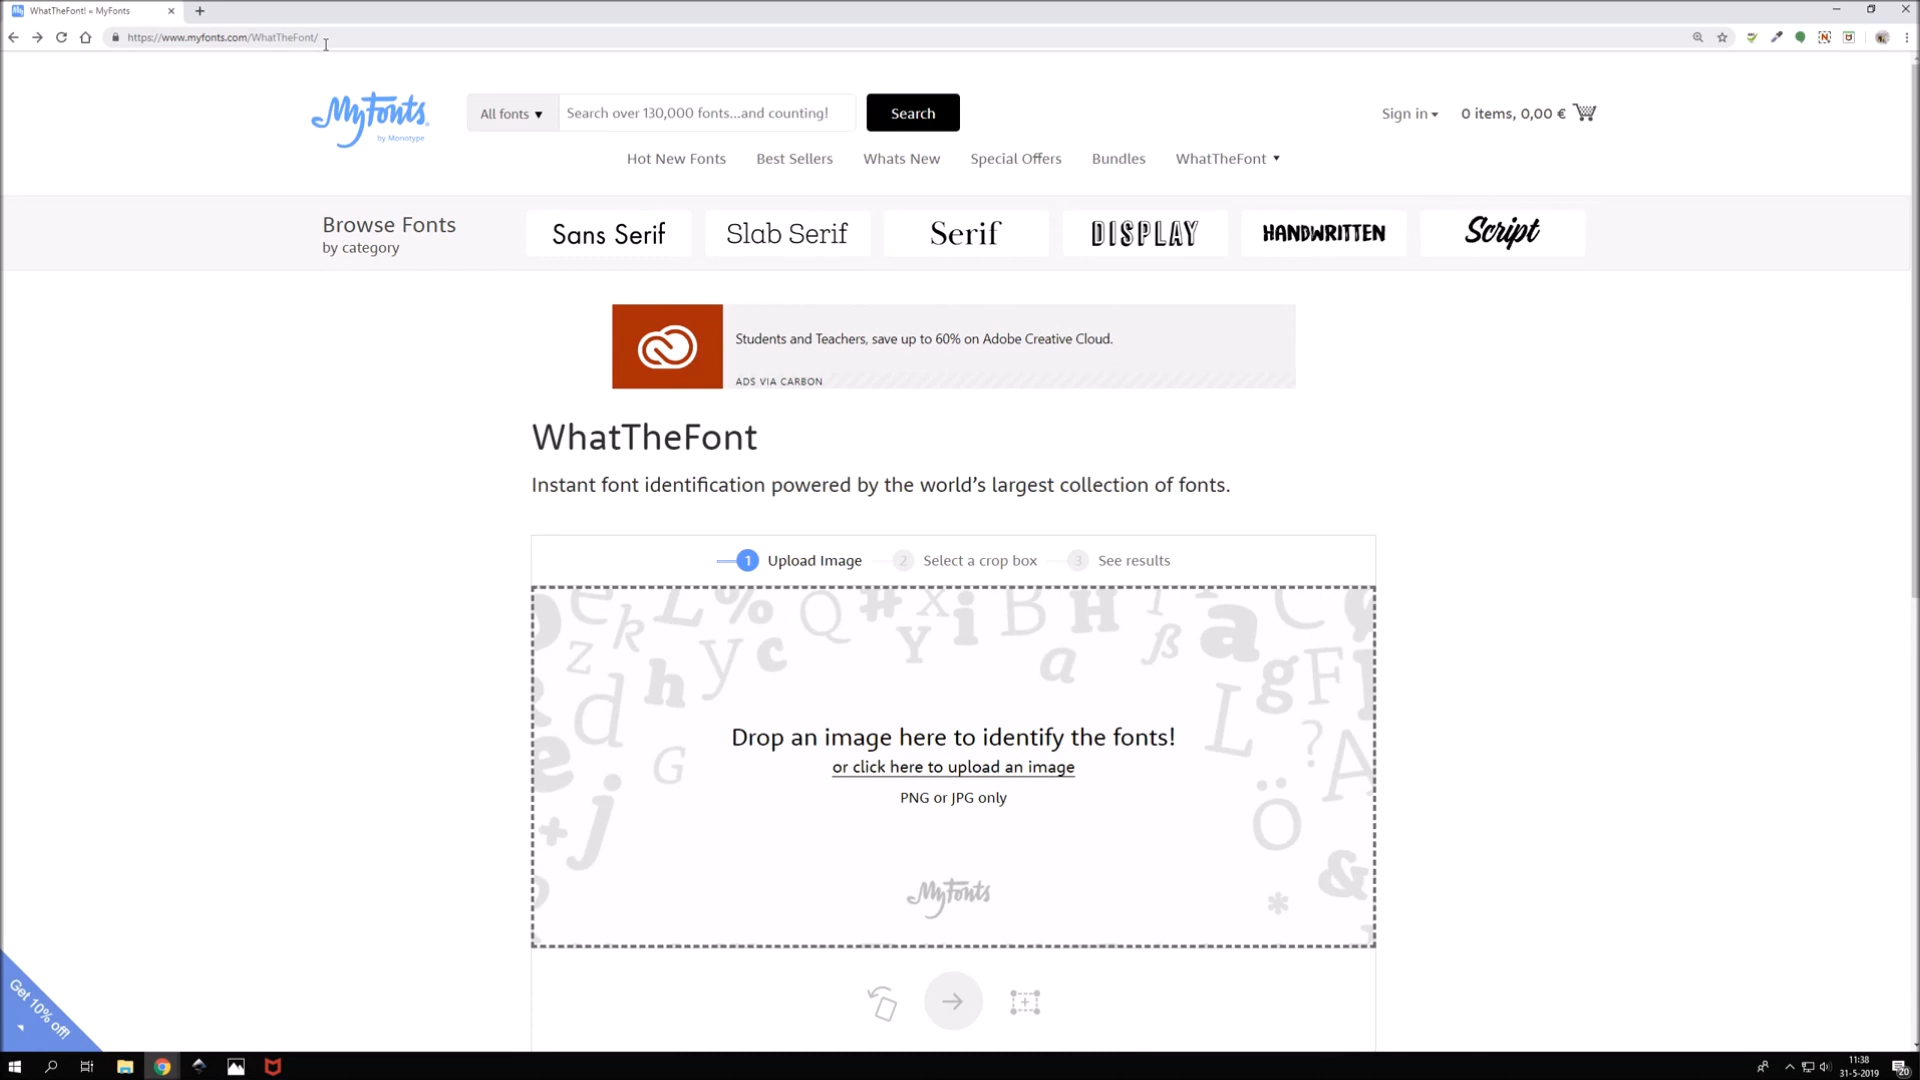 WhatTheFont! « MyFonts
https://www.myfonts.com/WhatTheFont/
MyFonts
by Monotype
All fonts ▾ Search over 130,000 fonts...and counting! Search
Sign in ▾ 0 items, 0,00 €
Hot New Fonts Best Sellers Whats New Special Offers Bundles WhatTheFont ▾
Browse Fonts
by category
Sans Serif Slab Serif Serif DISPLAY HANDWRITTEN Script
Students and Teachers, save up to 60% on Adobe Creative Cloud.
ADS VIA CARBON
WhatTheFont
Instant font identification powered by the world's largest collection of fonts.
1 Upload Image 2 Select a crop box 3 See results
Drop an image here to identify the fonts!
or click here to upload an image
PNG or JPG only
MyFonts
Get 10% off!
11:38
31-5-2019
20